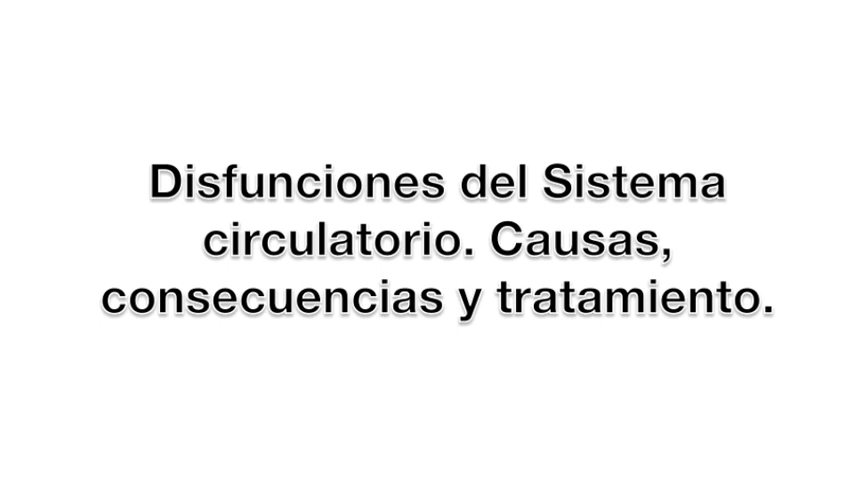 Disfunciones del Sistema
circulatorio. Causas,
consecuencias y tratamiento.